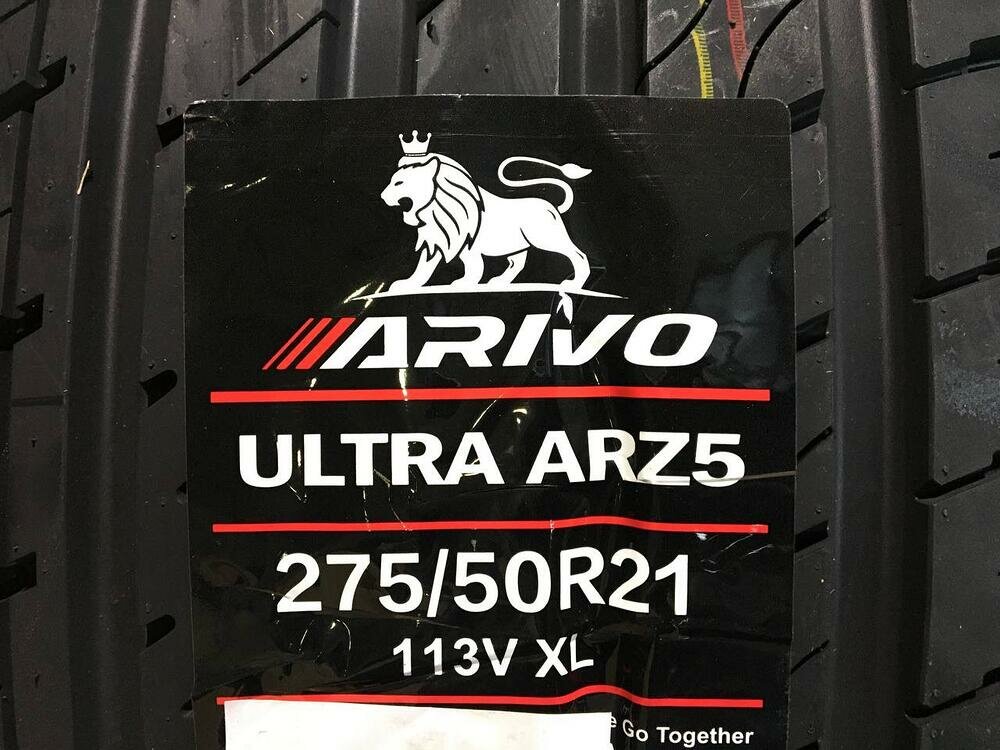 ARIVO
ULTRA ARZ5
275/50R21
113V XL
Go Together